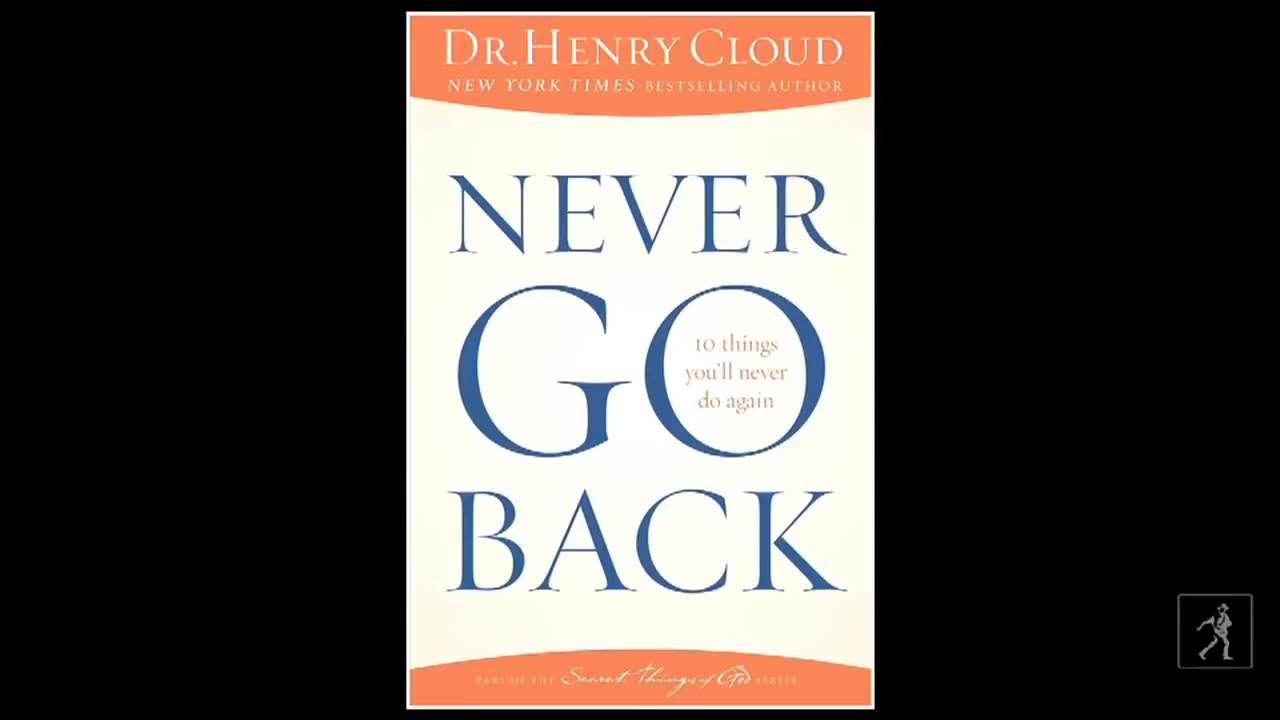 DR. HENRY CLOUD
NEW YORK TIMES BESTSELLING AUTHOR
NEVER
GO
10 things
you'll never
do again
BACK
PART OF THE Secret Things of God SERIES